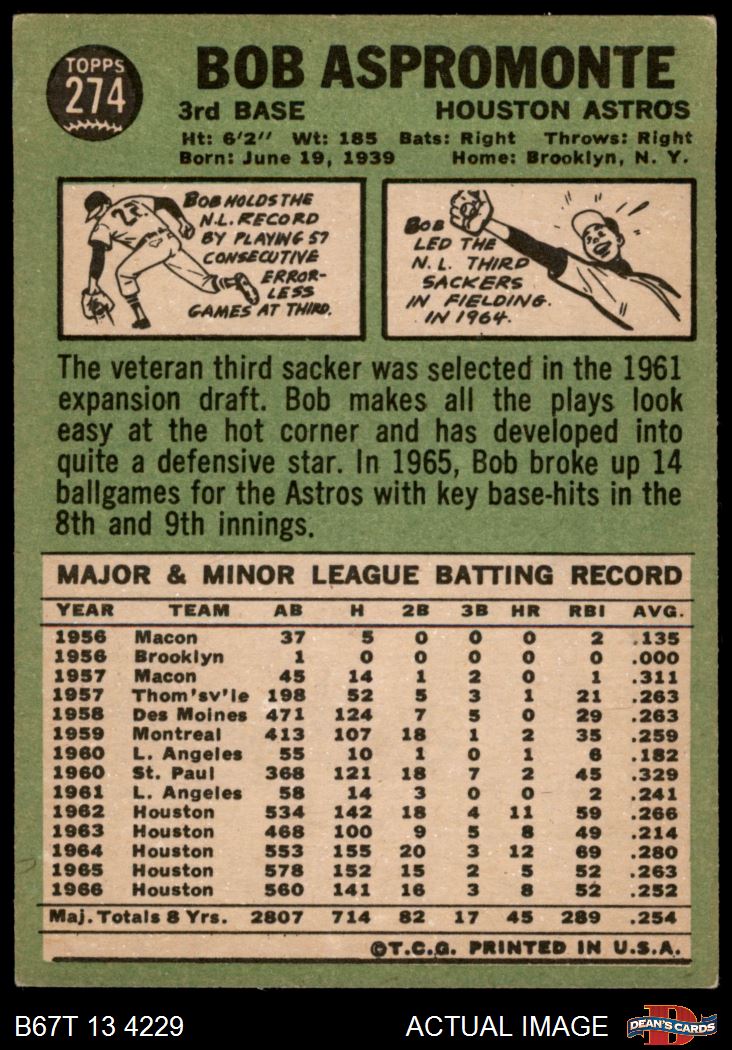 TOPPS
274
BOB ASPROMONTE
3rd BASE HOUSTON ASTROS
Ht: 6'2" Wt: 185 Bats: Right Throws: Right
Born: June 19, 1939 Home: Brooklyn, N. Y.
BOB HOLDS THE
N.L. RECORD
BY PLAYING 57
CONSECUTIVE
ERROR-
LESS
GAMES AT THIRD.
BOB
LED THE
N.L. THIRD
SACKERS
IN FIELDING
IN 1964.
The veteran third sacker was selected in the 1961
expansion draft. Bob makes all the plays look
easy at the hot corner and has developed into
quite a defensive star. In 1965, Bob broke up 14
ballgames for the Astros with key base-hits in the
8th and 9th innings.
MAJOR & MINOR LEAGUE BATTING RECORD
YEAR TEAM AB H 2B 3B HR RBI AVG.
1956 Macon 37 5 0 0 0 2 .135
1956 Brooklyn 1 0 0 0 0 0 .000
1957 Macon 45 14 1 2 0 1 .311
1957 Thom'sv'le 198 52 5 3 1 21 .263
1958 Des Moines 471 124 7 5 0 29 .263
1959 Montreal 413 107 18 1 2 35 .259
1960 L. Angeles 55 10 1 0 1 6 .182
1960 St. Paul 368 121 18 7 2 45 .329
1961 L. Angeles 58 14 3 0 0 2 .241
1962 Houston 534 142 18 4 11 59 .266
1963 Houston 468 100 9 5 8 49 .214
1964 Houston 553 155 20 3 12 69 .280
1965 Houston 578 152 15 2 5 52 .263
1966 Houston 560 141 16 3 8 52 .252
Maj. Totals 8 Yrs. 2807 714 82 17 45 289 .254
©T.C.G. PRINTED IN U.S.A.
B67T 13 4229 ACTUAL IMAGE DEAN'S CARDS